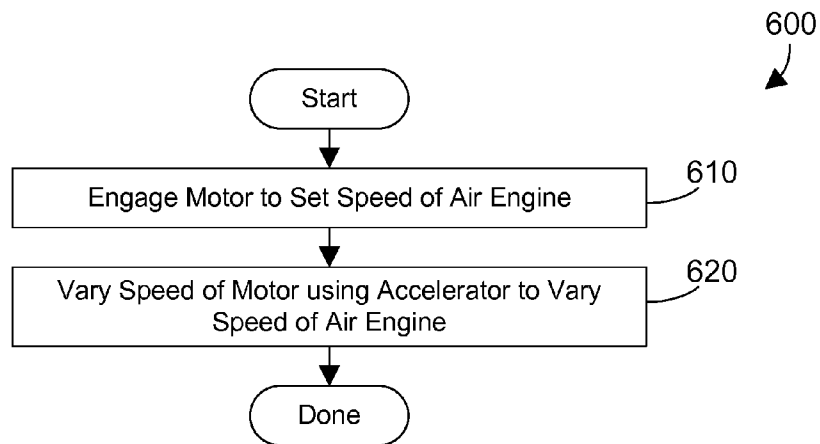 600
Start
Engage Motor to Set Speed of Air Engine
610
Vary Speed of Motor using Accelerator to Vary
Speed of Air Engine
620
Done